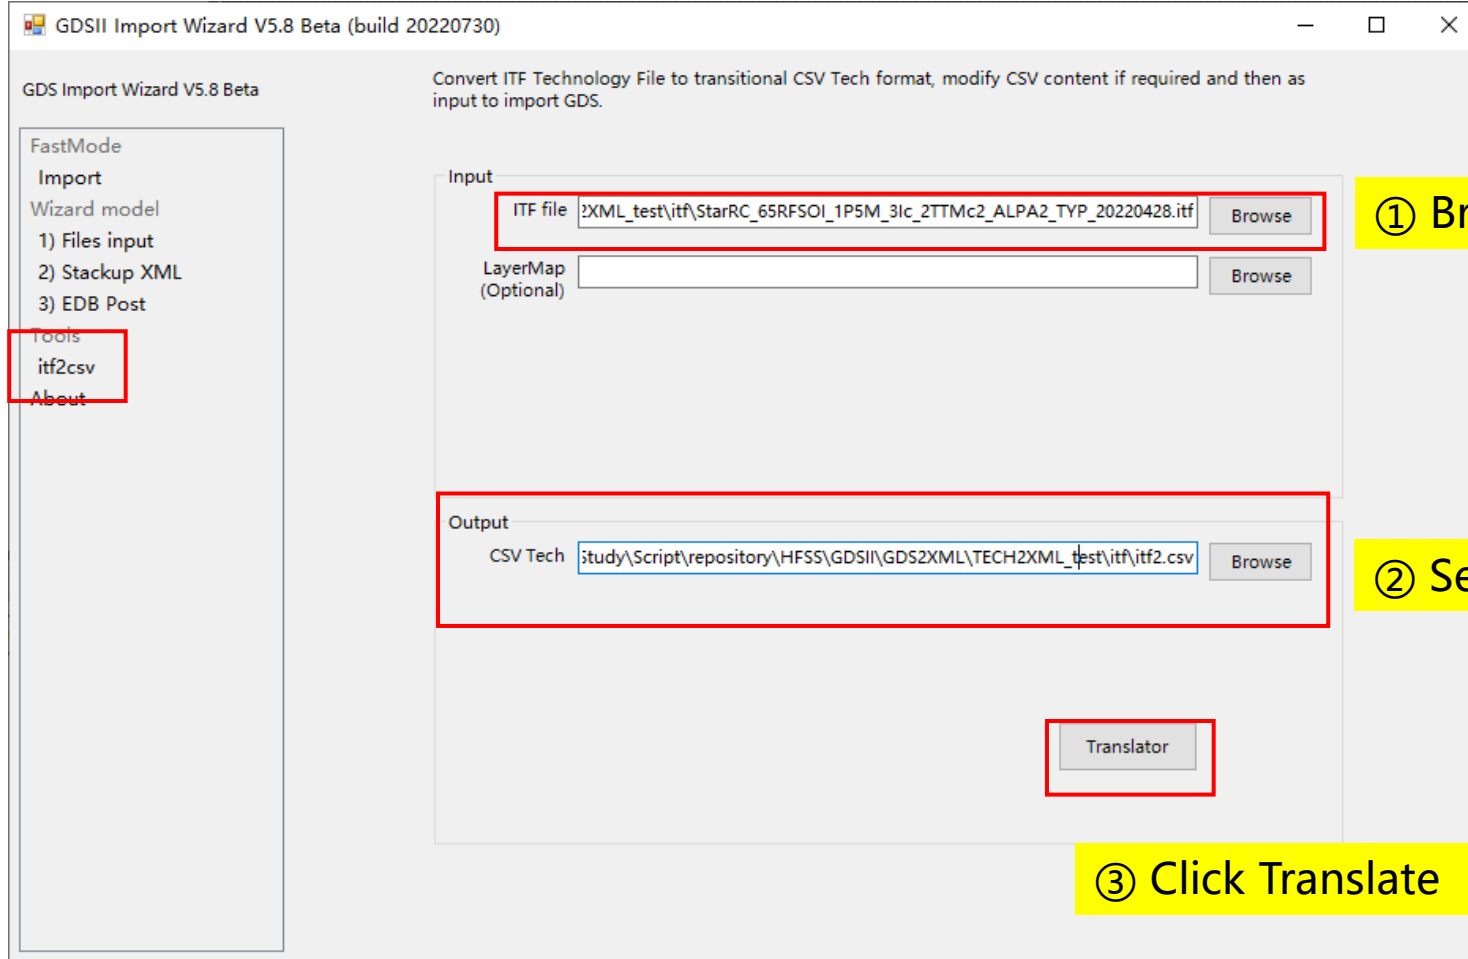 GDSII Import Wizard V5.8 Beta (build 20220730)
GDS Import Wizard V5.8 Beta
Convert ITF Technology File to transitional CSV Tech format, modify CSV content if required and then as
input to import GDS.
FastMode
Import
Wizard model
1) Files input
2) Stackup XML
3) EDB Post
Tools
itf2csv
About
Input
ITF file
2XML_test\itf\StarRC_65RFSOI_1P5M_3Ic_2TTMc2_ALPA2_TYP_20220428.itf
Browse
① Br
LayerMap
(Optional)
Browse
Output
CSV Tech
Study\Script\repository\HFSS\GDSII\GDS2XML\TECH2XML_test\itf\itf2.csv
Browse
② Se
Translator
③ Click Translate